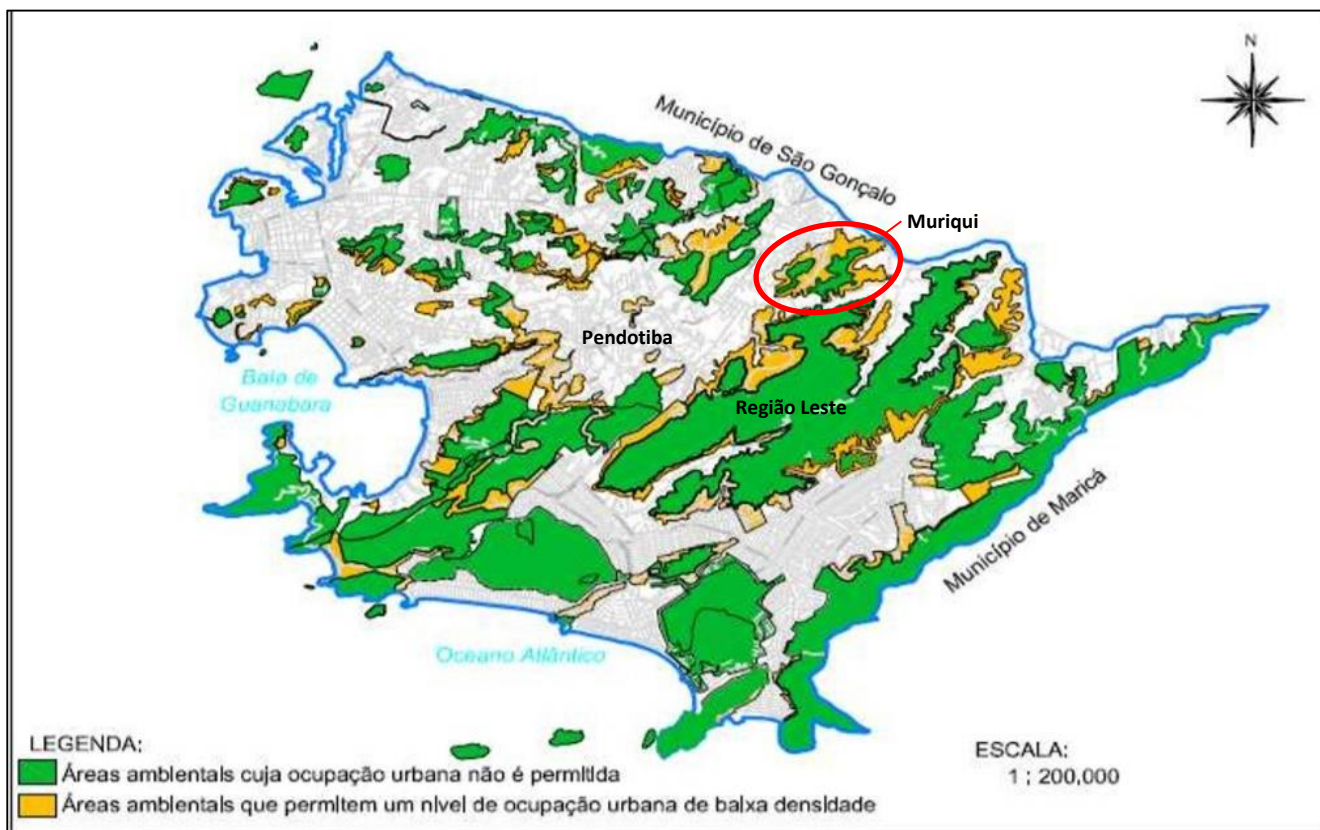 N
Município de São Gonçalo
Muriqui
Pendotiba
Baía de
Guanabara
Região Leste
Município de Maricá
Oceano Atlântico
LEGENDA:
Áreas ambientais cuja ocupação urbana não é permitida
Áreas ambientais que permitem um nível de ocupação urbana de baixa densidade
ESCALA:
1 : 200,000